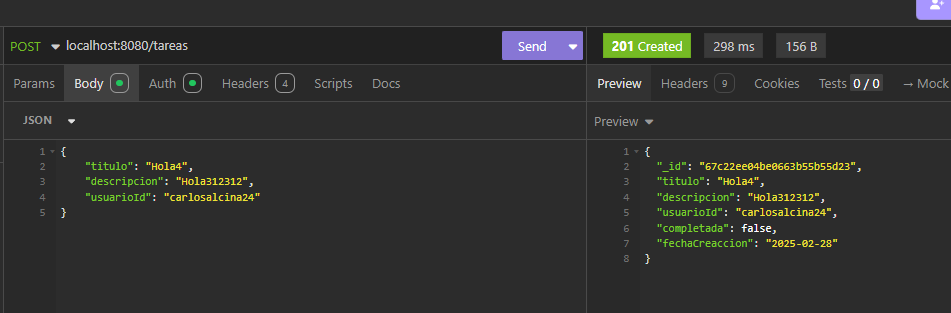 POST localhost:8080/tareas Send 201 Created 298 ms 156 B
Params Body Auth Headers 4 Scripts Docs Preview Headers 9 Cookies Tests 0 / 0 → Mock
JSON
Preview
1 {
2 "titulo": "Hola4",
3 "descripcion": "Hola312312",
4 "usuarioId": "carlosalcina24"
5 }
1 {
2 "_id": "67c22ee04be0663b55b55d23",
3 "titulo": "Hola4",
4 "descripcion": "Hola312312",
5 "usuarioId": "carlosalcina24",
6 "completada": false,
7 "fechaCreaccion": "2025-02-28"
8 }